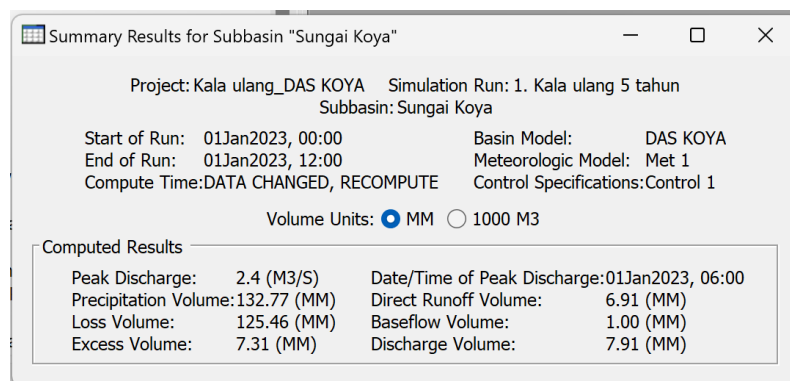 Summary Results for Subbasin "Sungai Koya"
Project: Kala ulang_DAS KOYA Simulation Run: 1. Kala ulang 5 tahun
Subbasin: Sungai Koya
Start of Run: 01Jan2023, 00:00 Basin Model: DAS KOYA
End of Run: 01Jan2023, 12:00 Meteorologic Model: Met 1
Compute Time:DATA CHANGED, RECOMPUTE Control Specifications:Control 1
Volume Units: MM 1000 M3
Computed Results
Peak Discharge: 2.4 (M3/S) Date/Time of Peak Discharge:01Jan2023, 06:00
Precipitation Volume:132.77 (MM) Direct Runoff Volume: 6.91 (MM)
Loss Volume: 125.46 (MM) Baseflow Volume: 1.00 (MM)
Excess Volume: 7.31 (MM) Discharge Volume: 7.91 (MM)